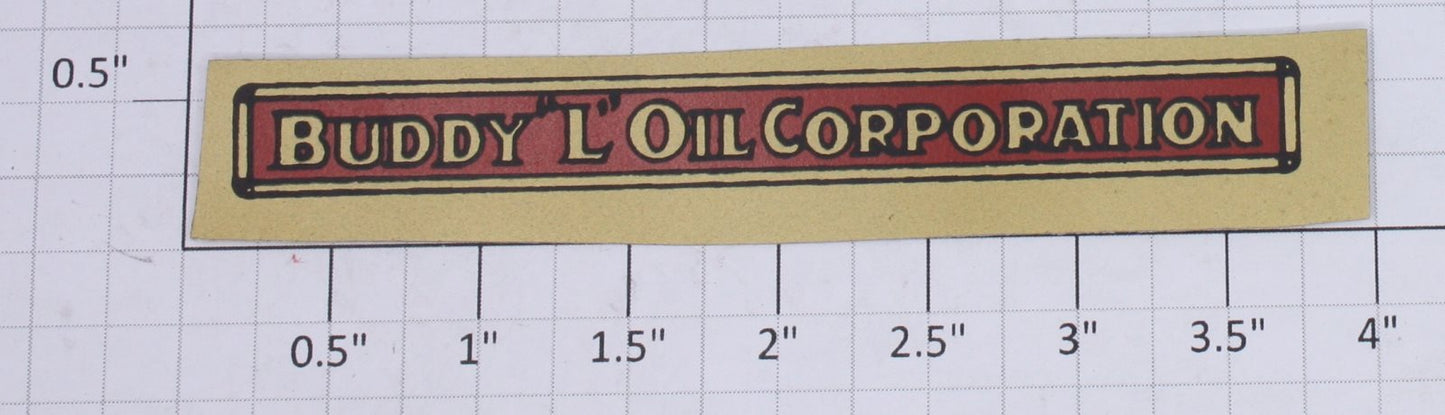 0.5"
BUDDY "L" OIL CORPORATION
0.5" 1" 1.5" 2" 2.5" 3" 3.5" 4"